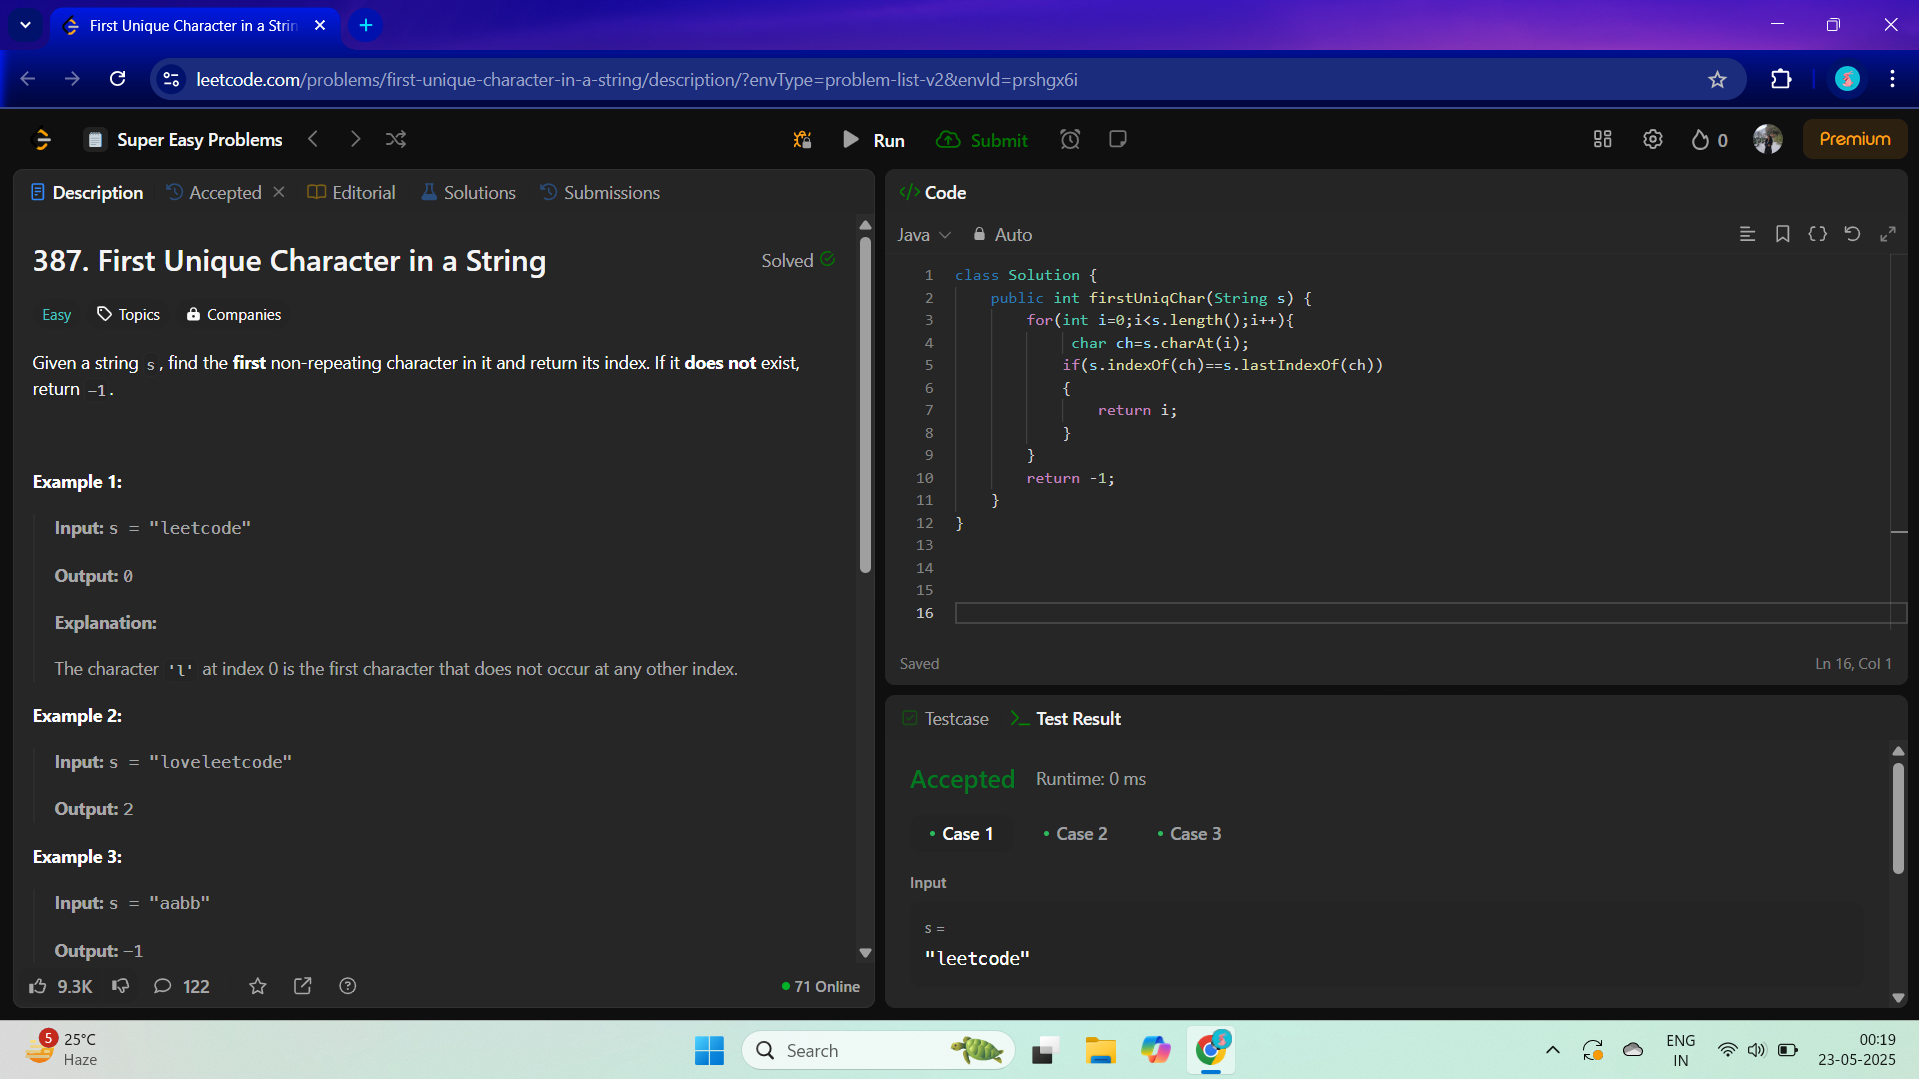 First Unique Character in a Strin
leetcode.com/problems/first-unique-character-in-a-string/description/?envType=problem-list-v2&envId=prshgx6i
Super Easy Problems
Run
Submit
0
Premium
Description
Accepted
Editorial
Solutions
Submissions
387. First Unique Character in a String
Solved
Easy
Topics
Companies
Given a string s, find the first non-repeating character in it and return its index. If it does not exist,
return -1.
Example 1:
Input: s = "leetcode"
Output: 0
Explanation:
The character 'l' at index 0 is the first character that does not occur at any other index.
Example 2:
Input: s = "loveleetcode"
Output: 2
Example 3:
Input: s = "aabb"
Output: -1
9.3K
122
71 Online
</> Code
Java
Auto
1 class Solution {
2 public int firstUniqChar(String s) {
3 for(int i=0;i<s.length();i++){
4 char ch=s.charAt(i);
5 if(s.indexOf(ch)==s.lastIndexOf(ch))
6 {
7 return i;
8 }
9 }
10 return -1;
11 }
12 }
13
14
15
16
Saved
Ln 16, Col 1
Testcase
Test Result
Accepted
Runtime: 0 ms
Case 1
Case 2
Case 3
Input
s =
"leetcode"
5
25°C
Haze
Search
ENG
IN
00:19
23-05-2025